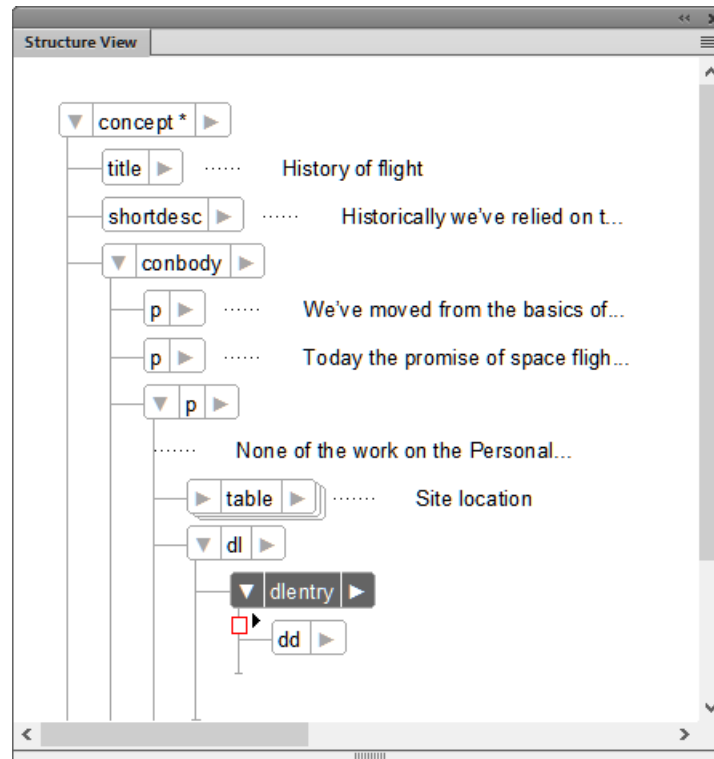 Structure View
concept *
title ...... History of flight
shortdesc ...... Historically we've relied on t...
conbody
p ...... We've moved from the basics of...
p ...... Today the promise of space fligh...
p
...... None of the work on the Personal...
table ...... Site location
dl
dlentry
dd